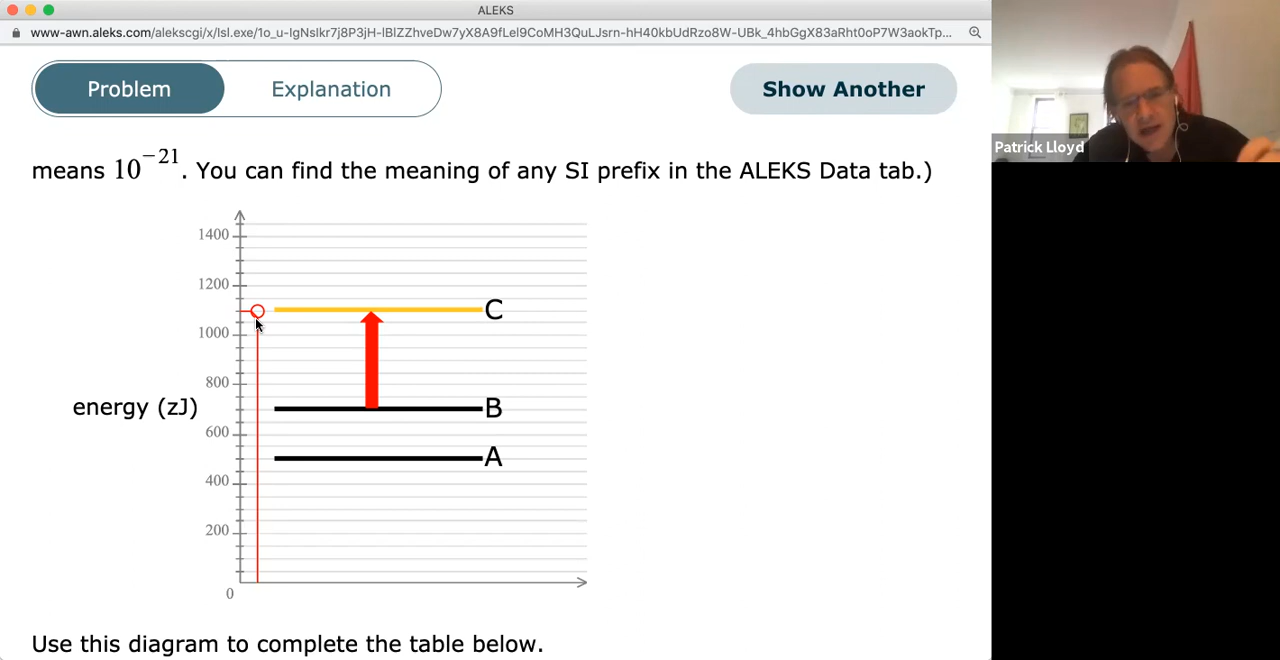 ALEKS
www-awn.aleks.com/alekscgi/x/Isl.exe/1o_u-IgNsIkr7j8P3jH-IBlZZhveDw7yX8A9fLeI9CoMH3QuLJsrn-hH40kbUdRzo8W-UBk_4hbGgX83aRht0oP7W3aokTp...
Problem
Explanation
Show Another
means 10⁻²¹. You can find the meaning of any SI prefix in the ALEKS Data tab.)
Patrick Lloyd
1400
1200
C
1000
800
energy (zJ)
B
600
A
400
200
0
Use this diagram to complete the table below.